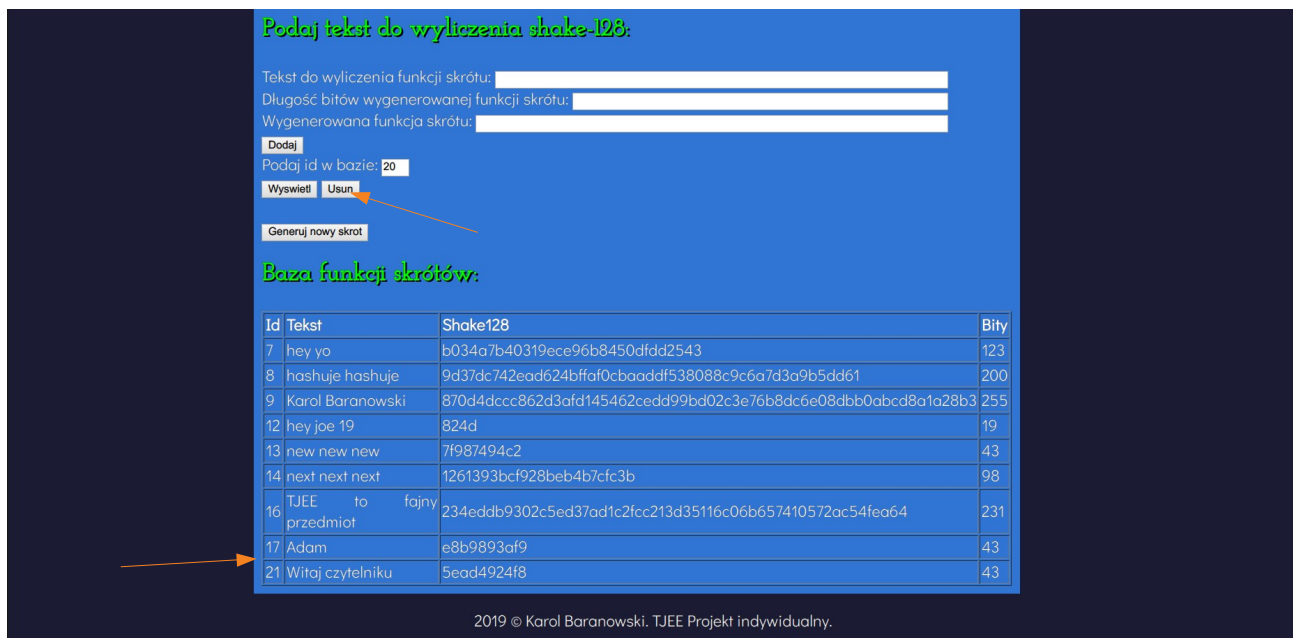 Podaj tekst do wyliczenia shake-128:
Tekst do wyliczenia funkcji skrótu:
Długość bitów wygenerowanej funkcji skrótu:
Wygenerowana funkcja skrótu:
Dodaj
Podaj id w bazie: 20
Wyswietl Usun
Generuj nowy skrot
Baza funkcji skrótów:
Id Tekst Shake128 Bity
7 hey yo b034a7b40319ece96b8450dfdd2543 123
8 hashuje hashuje 9d37dc742ead624bffaf0cbaaddf538088c9c6a7d3a9b5dd61 200
9 Karol Baranowski 870d4dccc862d3afd145462cedd99bd02c3e76b8dc6e08dbb0abcd8a1a28b3 255
12 hey joe 19 824d 19
13 new new new 7f987494c2 43
14 next next next 1261393bcf928beb4b7cfc3b 98
16 TJEE to fajny przedmiot 234eddb9302c5ed37ad1c2fcc213d35116c06b657410572ac54fea64 231
17 Adam e8b9893af9 43
21 Witaj czytelniku 5ead4924f8 43
2019 © Karol Baranowski. TJEE Projekt indywidualny.